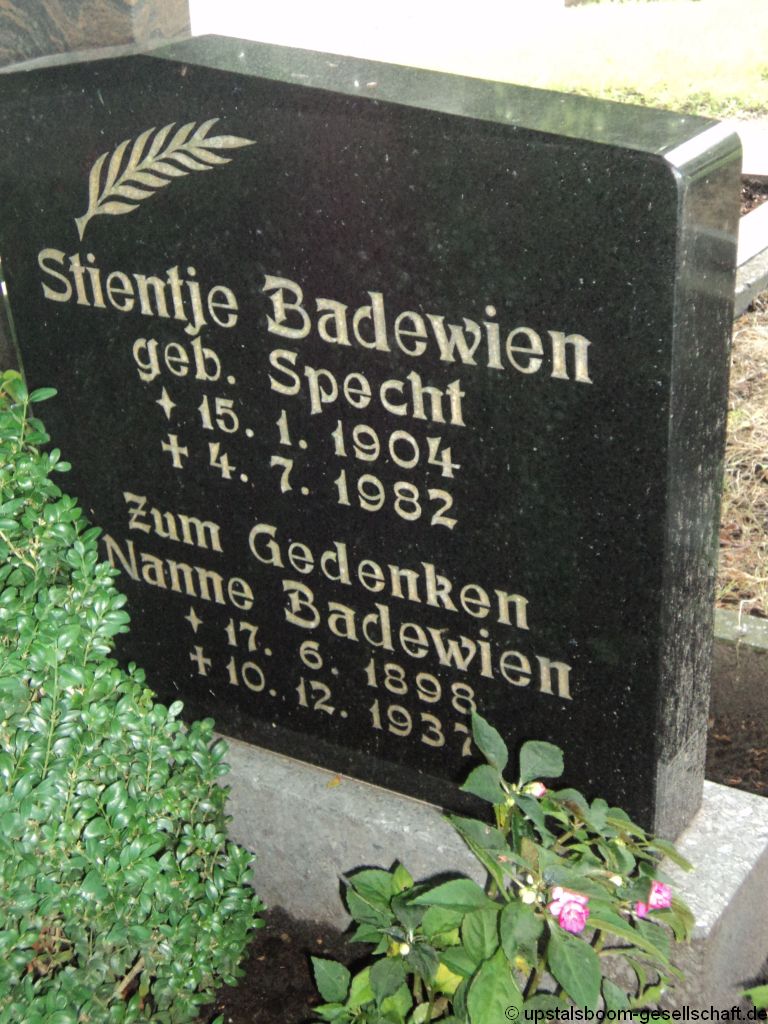 Stientje Badewien
geb. Specht
15. 1. 1904
4. 7. 1982
Zum Gedenken
Nanne Badewien
17. 6. 1898
10. 12. 1937
© upstalsboom-gesellschaft.de